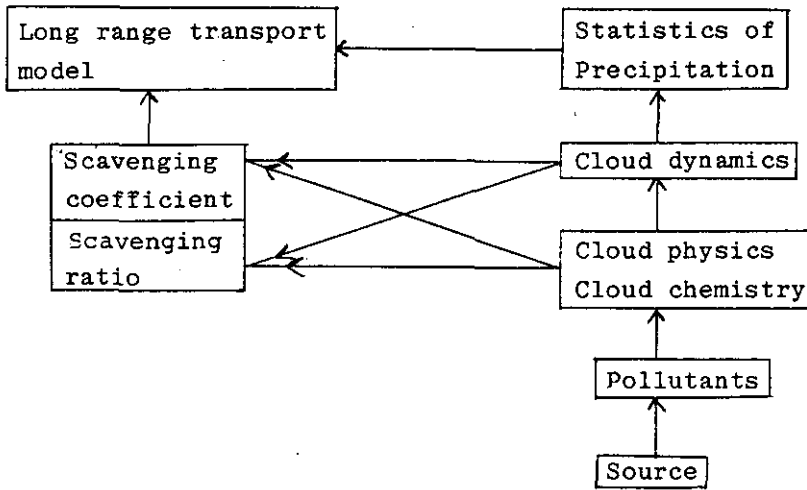 Long range transport
model
Statistics of
Precipitation
Scavenging
coefficient
Cloud dynamics
Scavenging
ratio
Cloud physics
Cloud chemistry
Pollutants
Source